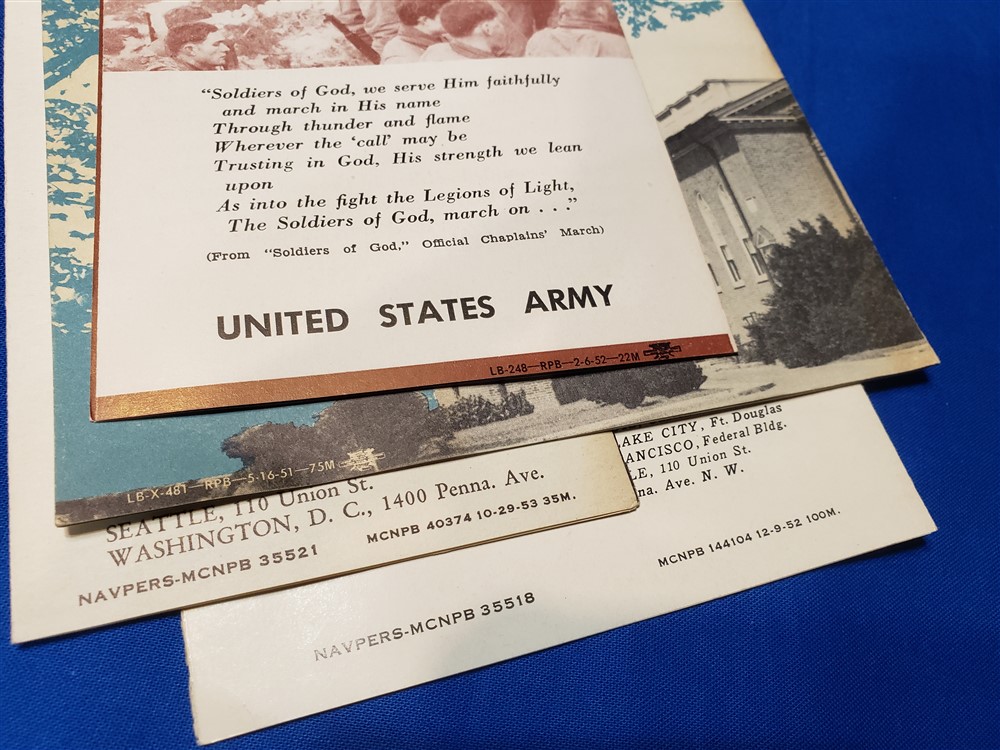 “Soldiers of God, we serve Him faithfully
and march in His name
Through thunder and flame
Wherever the ‘call’ may be
Trusting in God, His strength we lean
upon
As into the fight the Legions of Light,
The Soldiers of God, march on . . .”
(From “Soldiers of God,” Official Chaplains’ March)
UNITED STATES ARMY
LB-248—RPB—2-6-52—22M
LB-X-481—RPB—5-16-51—75M
SEATTLE, 110 Union St.
WASHINGTON, D. C., 1400 Penna. Ave.
NAVPERS-MCNPB 35521 MCNPB 40374 10-29-53 35M.
LAKE CITY, Ft. Douglas
ANCISCO, Federal Bldg.
LE, 110 Union St.
nna. Ave. N. W.
NAVPERS-MCNPB 35518 MCNPB 144104 12-9-52 100M.